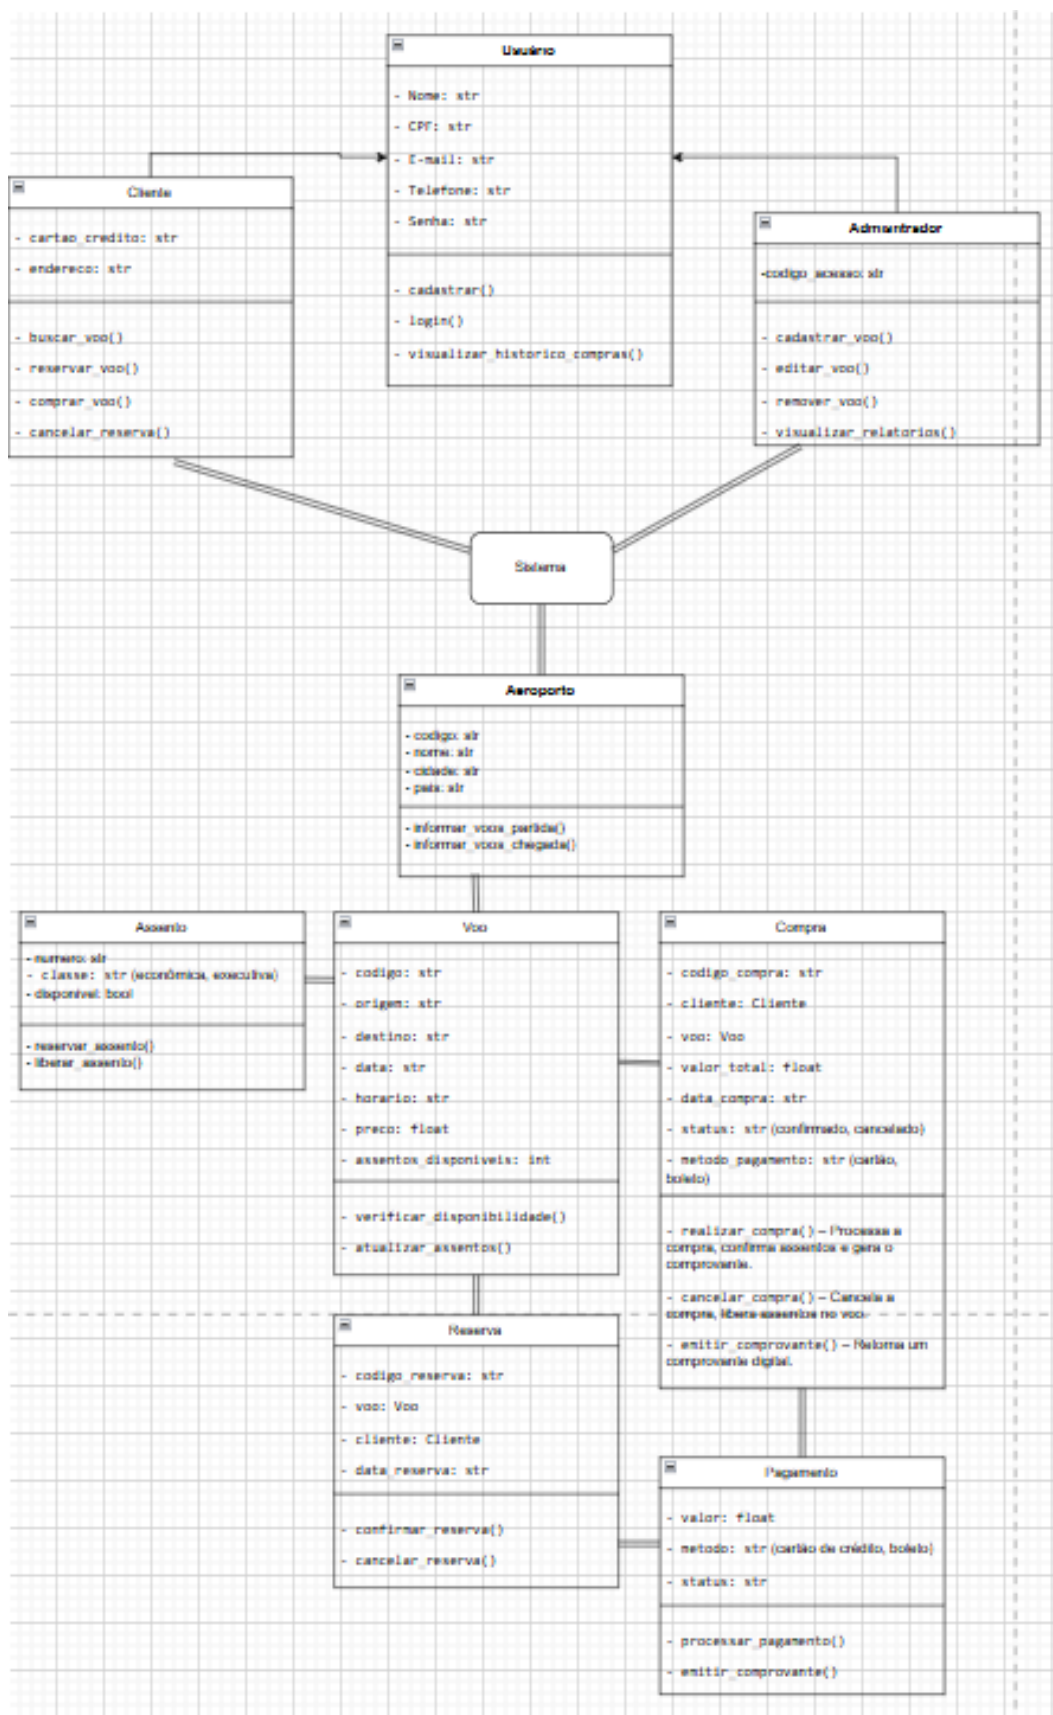 Usuário
- Nome: str
- CPF: str
- E-mail: str
- Telefone: str
- Senha: str
- cadastrar()
- login()
- visualizar_historico_compras()
Cliente
- cartao_credito: str
- endereco: str
- buscar_voo()
- reservar_voo()
- comprar_voo()
- cancelar_reserva()
-codigo_acesso: str
- cadastrar_voo()
- editar_voo()
- remover_voo()
- visualizar_relatorios()
Sistema
Aeroporto
- codigo: str
- nome: str
- cidade: str
- pais: str
- informar_voos_partida()
- informar_voos_chegada()
Assento
- numero: str
- classe: str (econômica, executiva)
- disponivel: bool
- reservar_assento()
- liberar_assento()
Voo
- codigo: str
- origem: str
- destino: str
- data: str
- horario: str
- preco: float
- assentos_disponiveis: int
- verificar_disponibilidade()
- atualizar_assentos()
Compra
- codigo_compra: str
- cliente: Cliente
- voo: Voo
- valor_total: float
- data_compra: str
- status: str (confirmado, cancelado)
- metodo_pagamento: str (cartão,
boleto)
- realizar_compra() – Processa a
compra, confirma assentos e gera o
comprovante.
- cancelar_compra() – Cancela a
compra, libera assentos no voo.
- emitir_comprovante() – Retorna um
comprovante digital.
Reserva
- codigo_reserva: str
- voo: Voo
- cliente: Cliente
- data_reserva: str
- confirmar_reserva()
- cancelar_reserva()
Pagamento
- valor: float
- metodo: str (cartão de crédito, boleto)
- status: str
- processar_pagamento()
- emitir_comprovante()